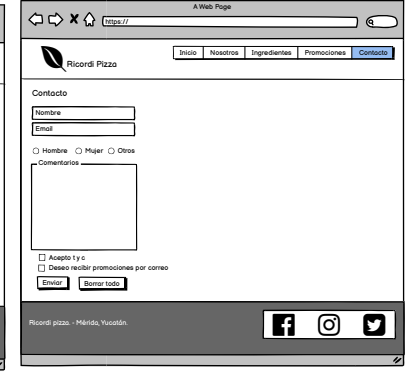 A Web Page
https://
Ricordi Pizza
Inicio Nosotros Ingredientes Promociones Contacto
Contacto
Nombre
Email
Hombre Mujer Otros
Comentarios
Acepto t y c
Deseo recibir promociones por correo
Enviar Borrar todo
Ricordi pizza. - Mérida, Yucatán.